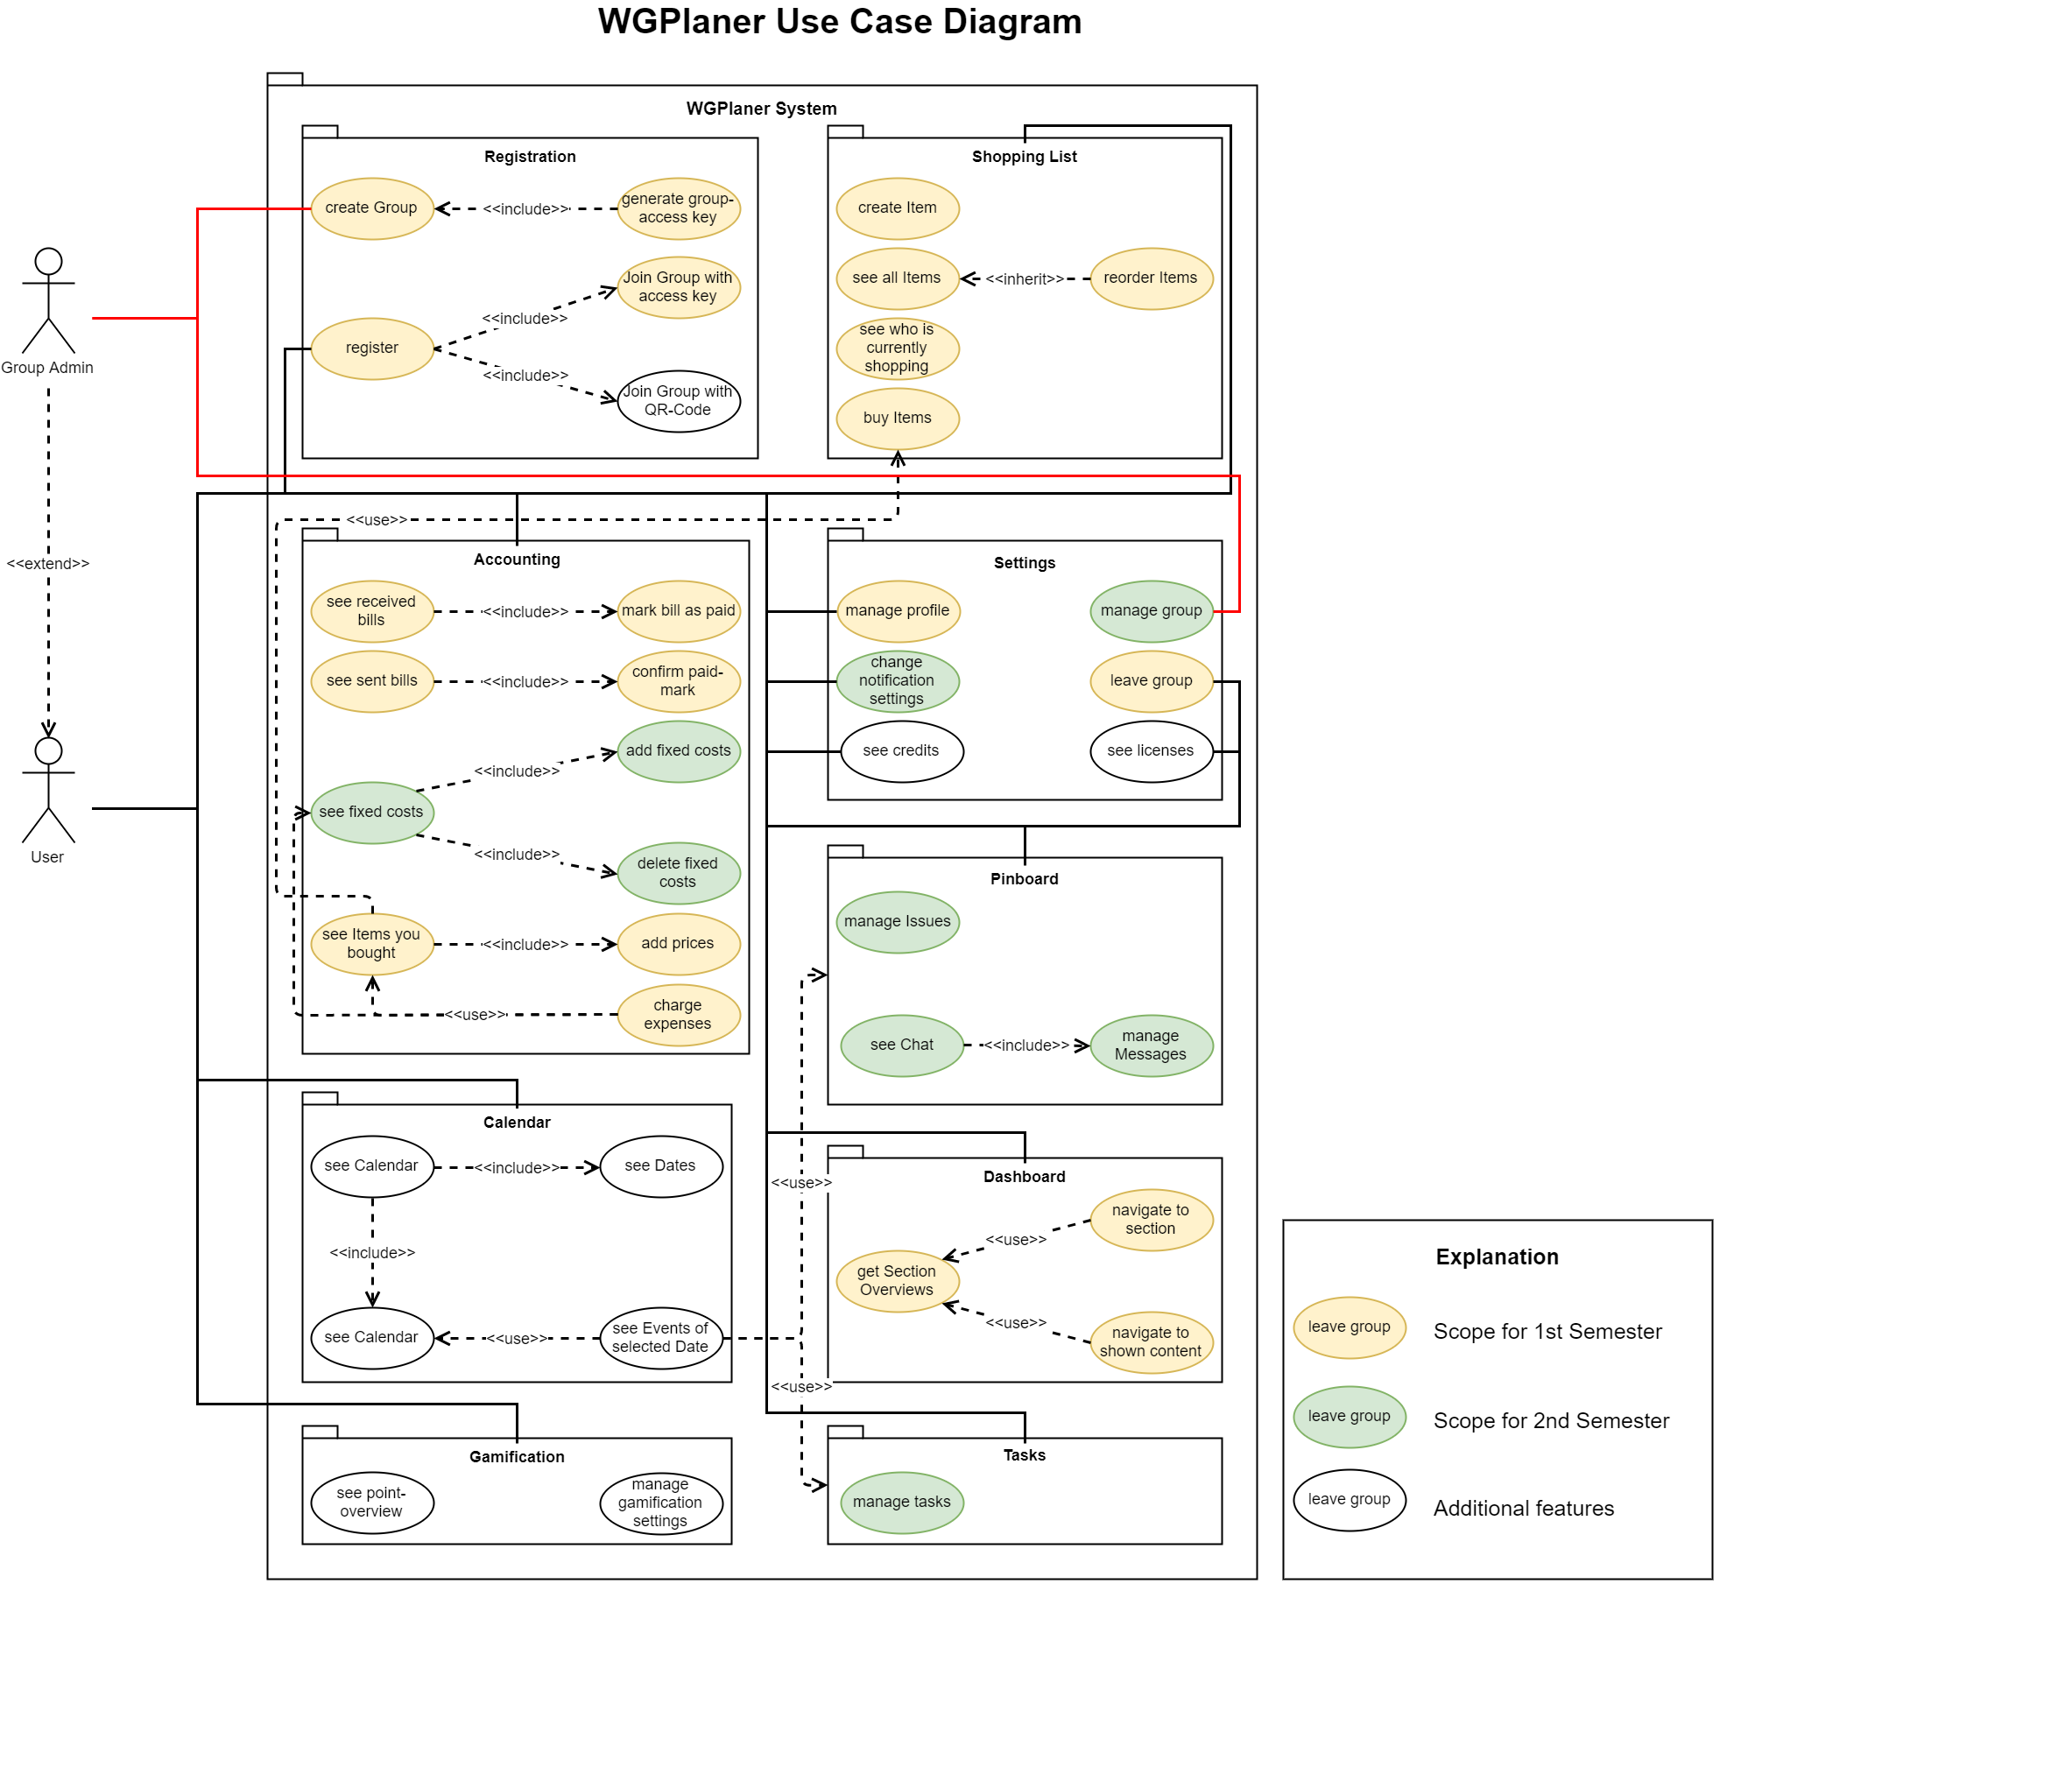 WGPlaner Use Case Diagram
WGPlaner System
Registration
create Group
<<include>>
generate group-
access key
Join Group with
access key
<<include>>
register
<<include>>
Join Group with
QR-Code
Shopping List
create Item
see all Items
<<inherit>>
reorder Items
see who is
currently
shopping
buy Items
Group Admin
<<extend>>
User
<<use>>
Accounting
see received
bills
<<include>>
mark bill as paid
see sent bills
<<include>>
confirm paid-
mark
add fixed costs
<<include>>
see fixed costs
<<include>>
delete fixed
costs
see Items you
bought
<<include>>
add prices
<<use>>
charge
expenses
Settings
manage profile
manage group
change
notification
settings
leave group
see credits
see licenses
Pinboard
manage Issues
see Chat
<<include>>
manage
Messages
Calendar
see Calendar
<<include>>
see Dates
<<include>>
see Calendar
<<use>>
see Events of
selected Date
<<use>>
<<use>>
Dashboard
navigate to
section
<<use>>
get Section
Overviews
<<use>>
navigate to
shown content
Gamification
see point-
overview
manage
gamification
settings
Tasks
manage tasks
Explanation
leave group
Scope for 1st Semester
leave group
Scope for 2nd Semester
leave group
Additional features